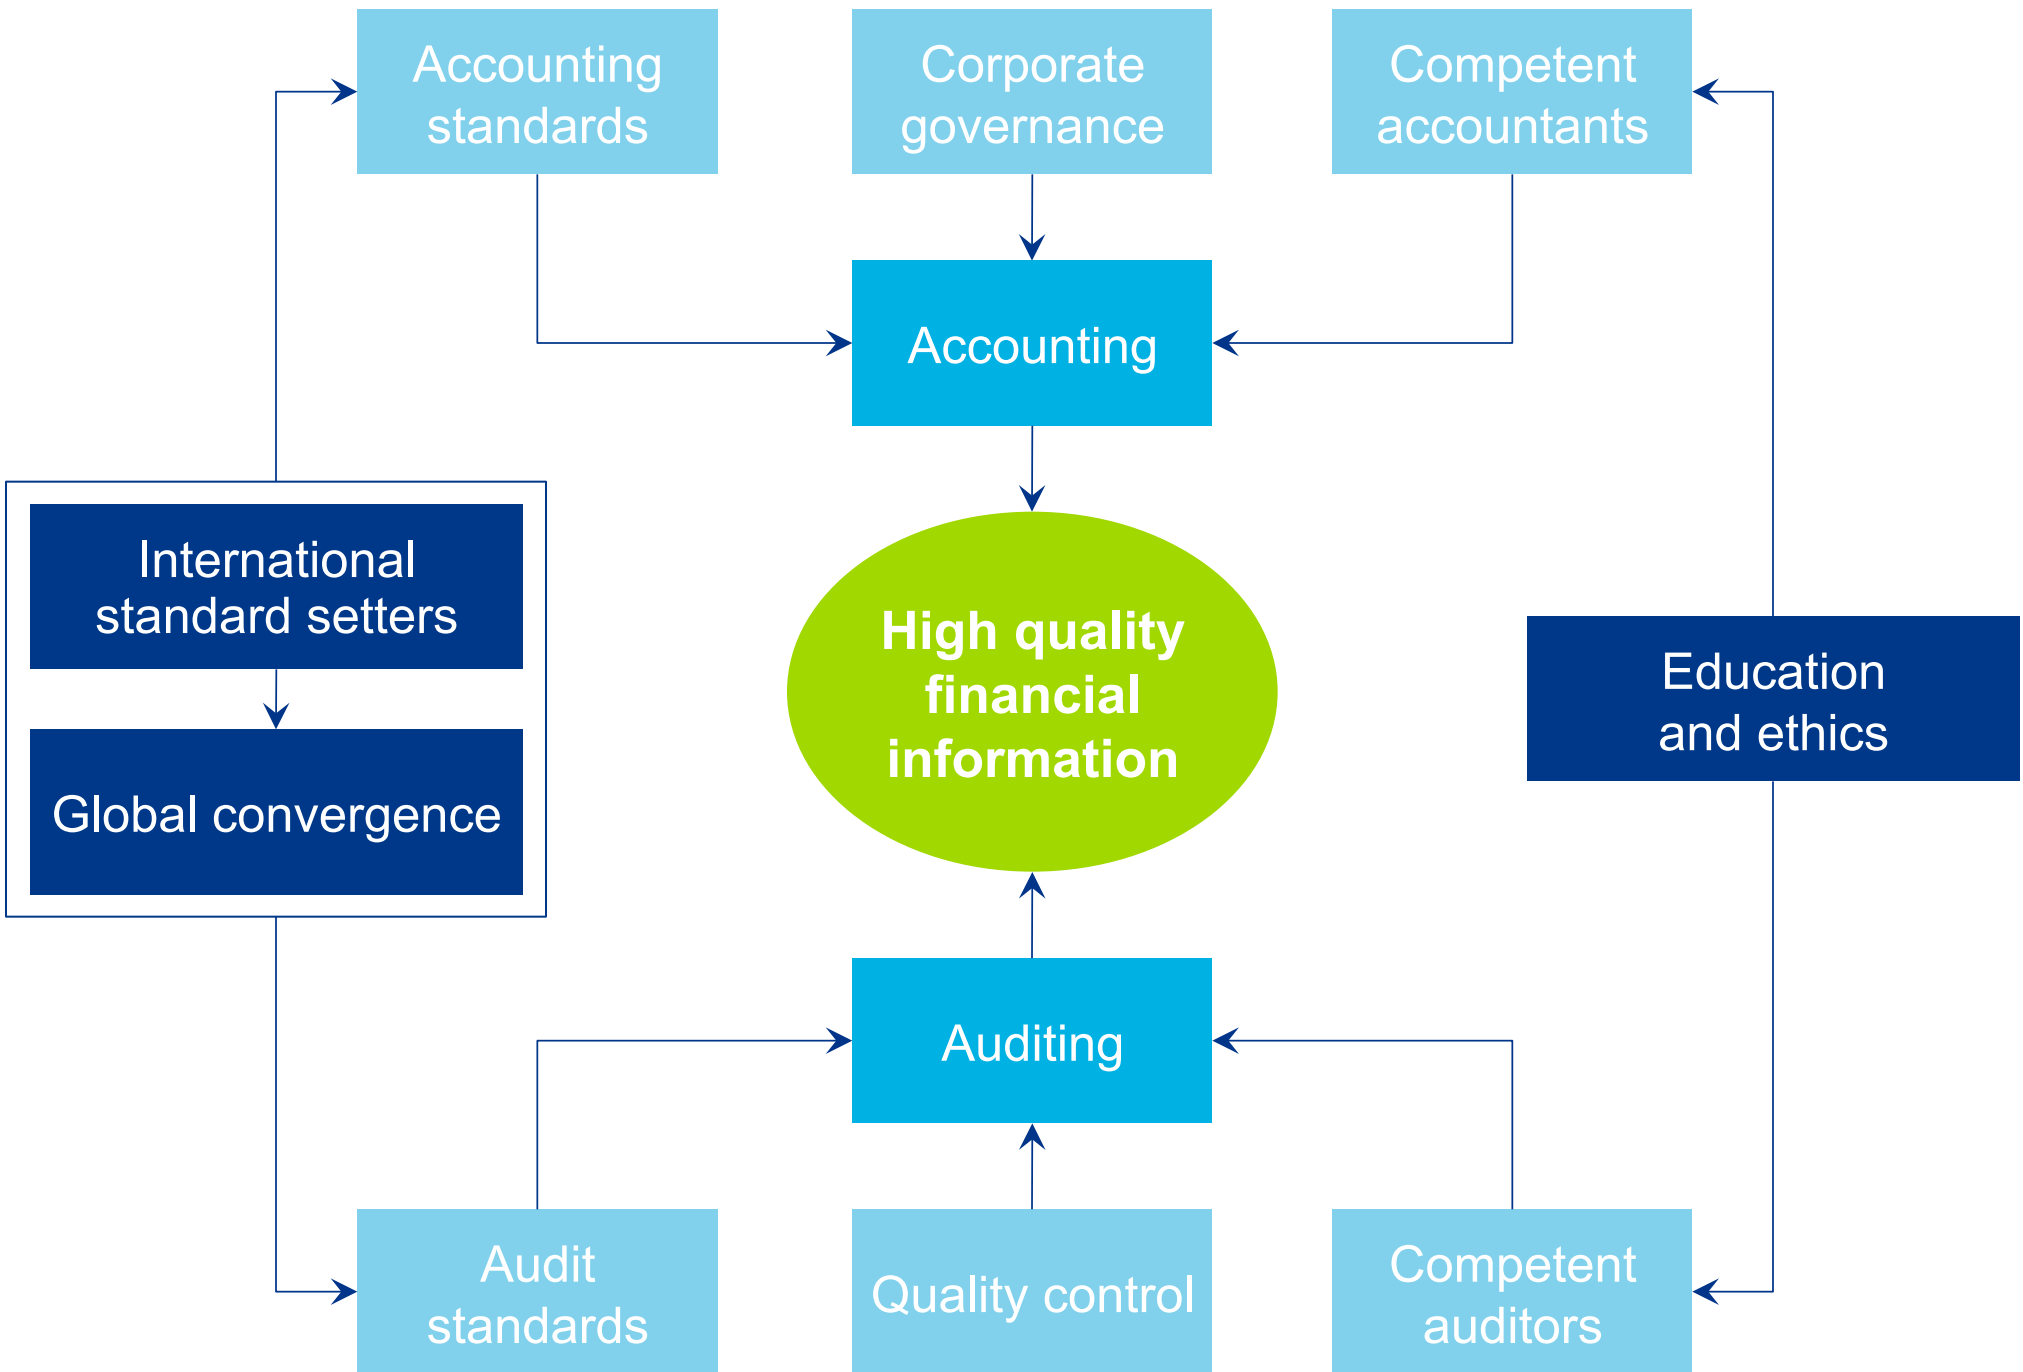 Accounting
standards
Corporate
governance
Competent
accountants
Accounting
International
standard setters
Global convergence
High quality
financial
information
Education
and ethics
Auditing
Audit
standards
Quality control
Competent
auditors